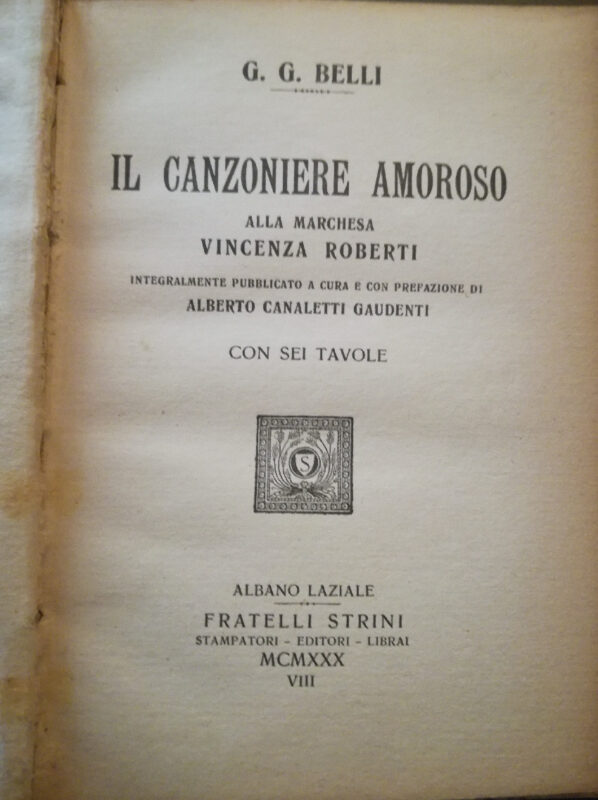 G. G. BELLI
IL CANZONIERE AMOROSO
ALLA MARCHESA
VINCENZA ROBERTI
INTEGRALMENTE PUBBLICATO A CURA E CON PREFAZIONE DI
ALBERTO CANALETTI GAUDENTI
CON SEI TAVOLE
S
ALBANO LAZIALE
FRATELLI STRINI
STAMPATORI - EDITORI - LIBRAI
MCMXXX
VIII